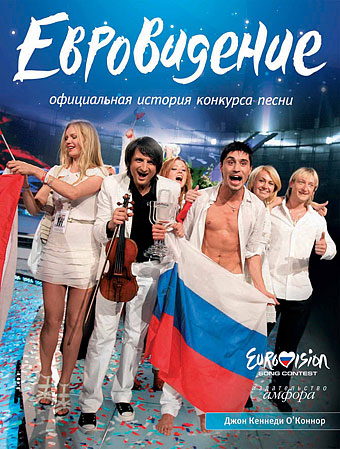 Евровидение
официальная история конкурса песни
EUROVISION
SONG CONTEST
издательство
амфора
Джон Кеннеди О'Коннор